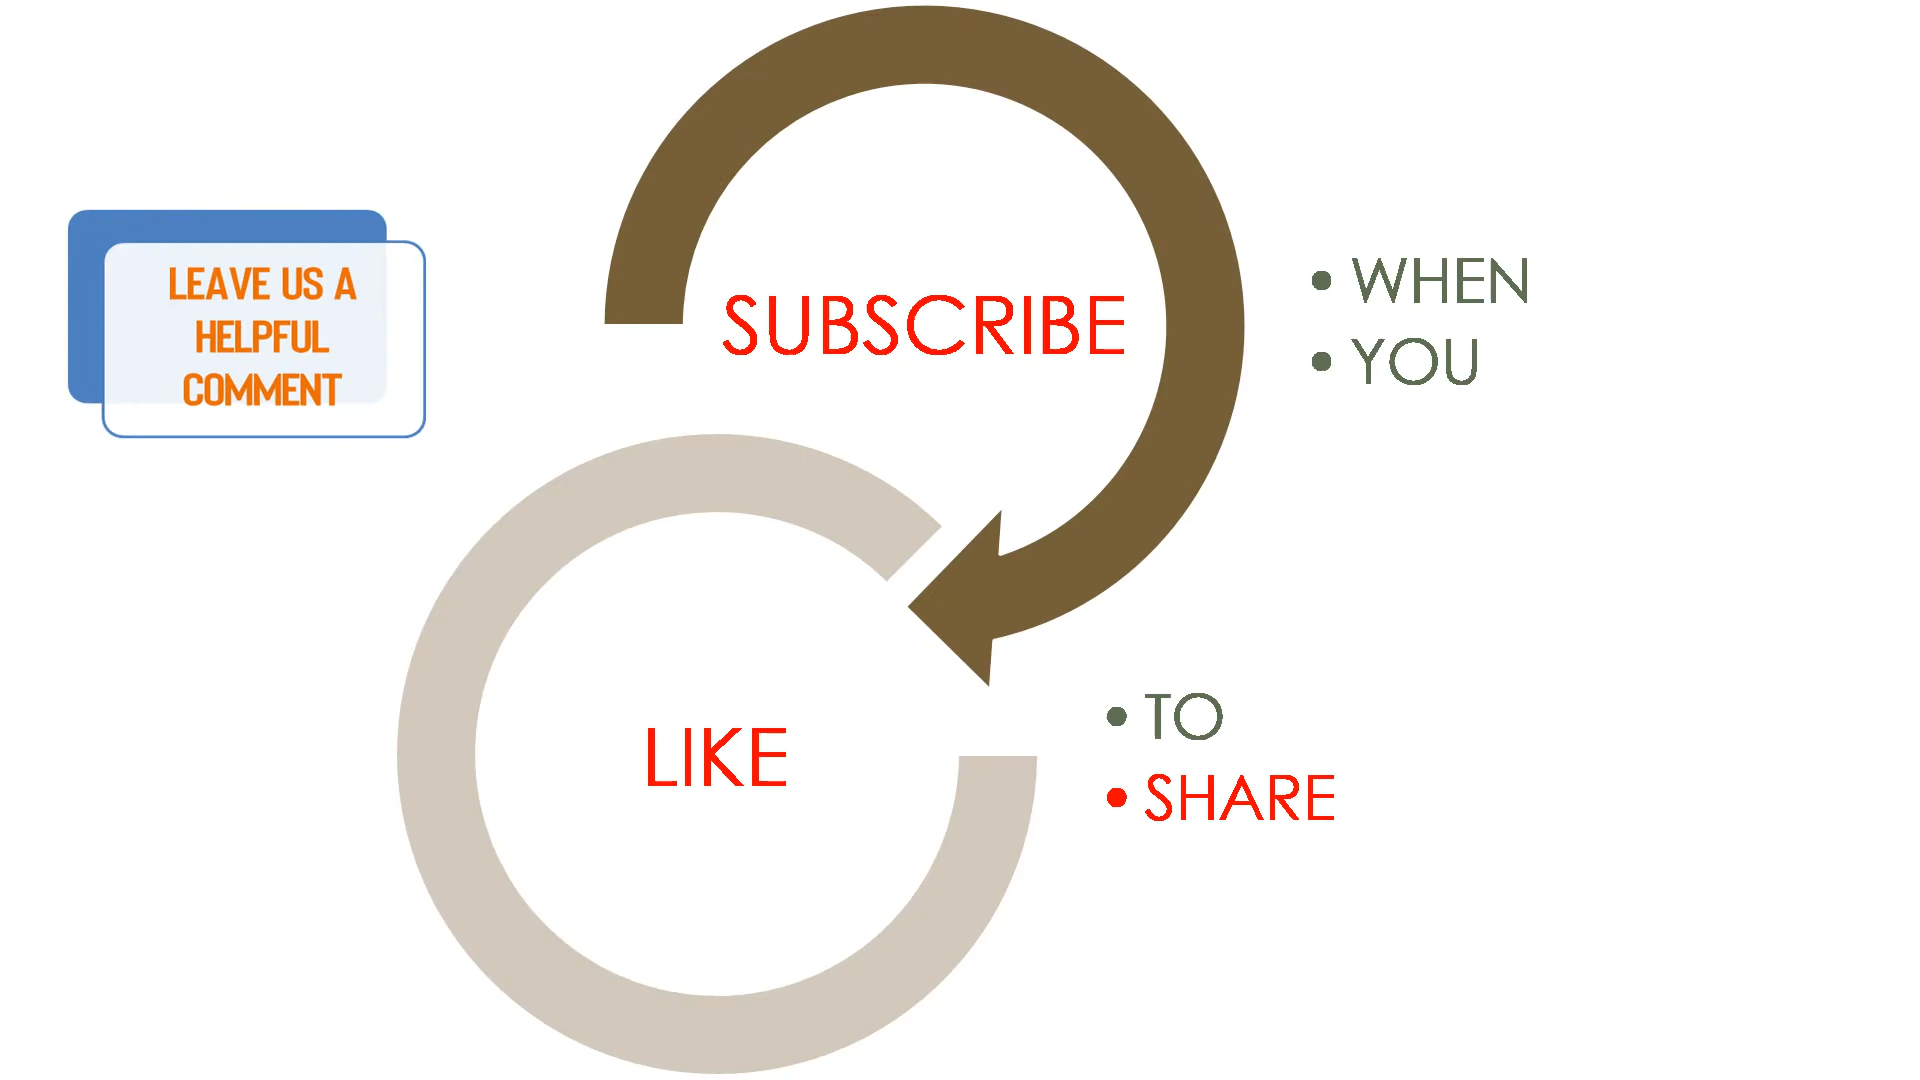 LEAVE US A
HELPFUL
COMMENT
SUBSCRIBE
• WHEN
• YOU
LIKE
• TO
• SHARE